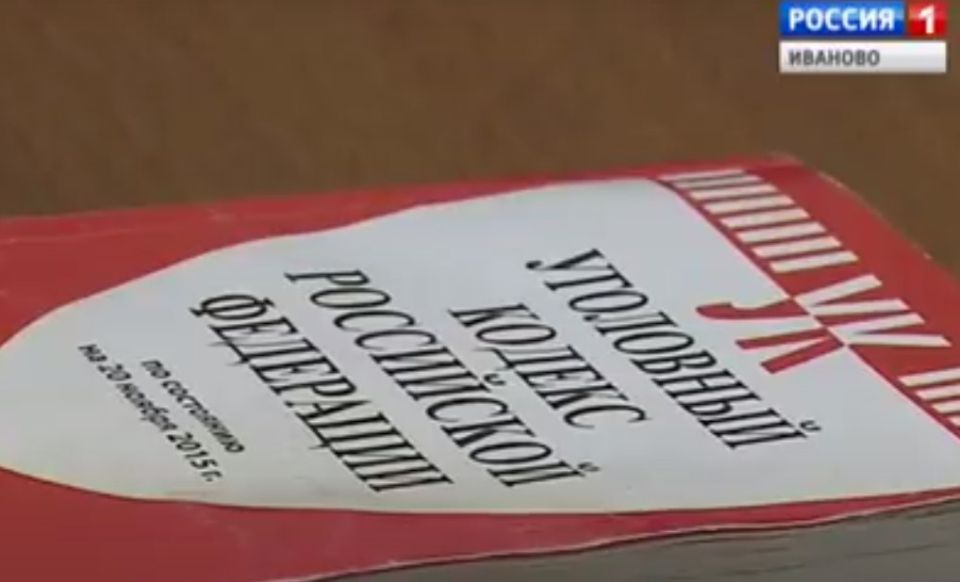 РОССИЯ 1
ИВАНОВО
УК
УГОЛОВНЫЙ
КОДЕКС
РОССИЙСКОЙ
ФЕДЕРАЦИИ
по состоянию
на 20 ноября 2015 г.